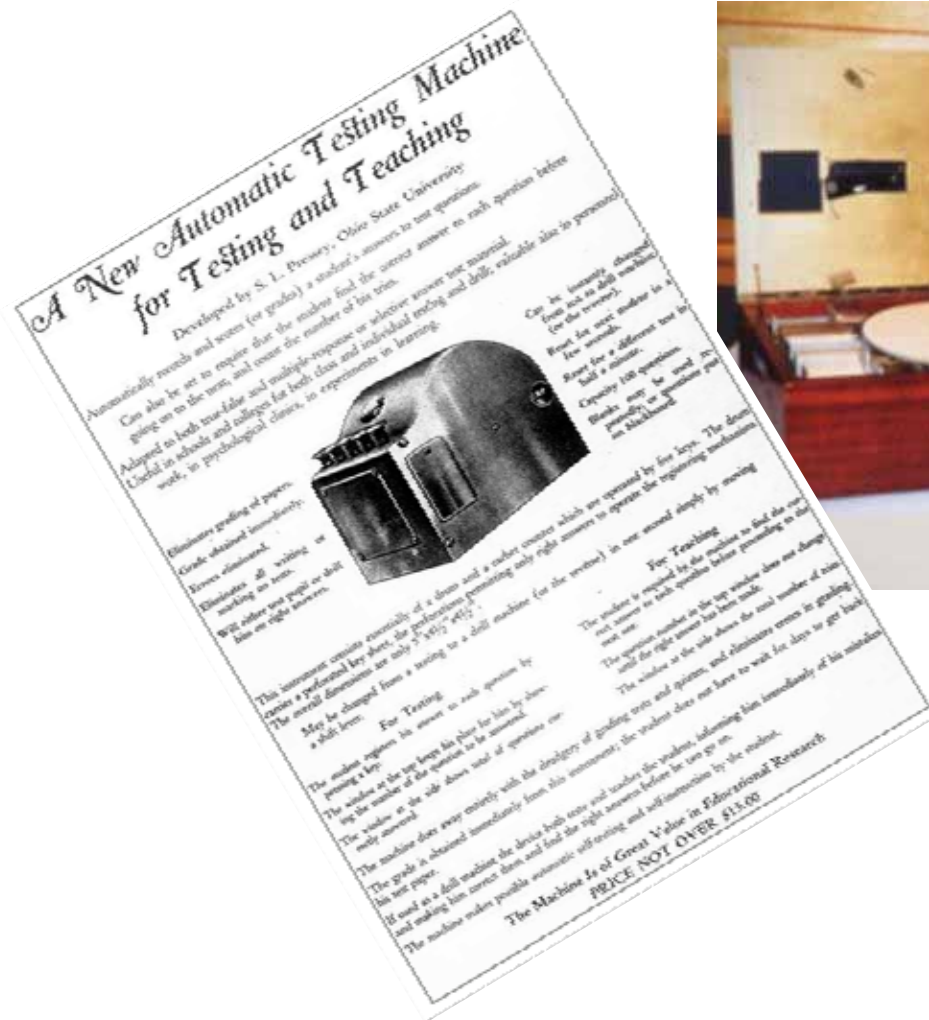 A New Automatic Testing Machine
for Testing and Teaching
Developed by S. L. Pressey, Ohio State University
Automatically records and scores (or grades) a student's answers to test questions.
Can also be set to require that the student find the correct answer to each question before
going on to the next, and count the number of his tries.
Adapted to both true-false and multiple-response or selective answer test material.
Useful in schools and colleges for both class and individual testing and drill; valuable also in personnel
work, in psychological clinics, in experiments in learning.
Eliminates grading of papers.
Grade obtained immediately.
Errors eliminated.
Eliminates all writing or
marking on tests.
Will either test pupil or drill
him on right answers.
Can be instantly changed
from test to drill machine
(or the reverse).
Reset for next student in a
few seconds.
Reset for a different test in
half a minute.
Capacity 100 questions.
Blanks may be used re-
peatedly, or questions put
on blackboard
This instrument consists essentially of a drum and a ratchet counter which are operated by five keys. The drum
carries a perforated key sheet, the perforations permitting only right answers to operate the registering mechanism
The overall dimensions are only
May be changed from a testing to a drill machine (or the reverse) in one second simply by moving
a shift lever.
For Testing
The student registers his answer to each question by
pressing a key.
The window at the top keeps his place for him by show-
ing the number of the question to be answered.
The window at the side shows total of questions cor-
rectly answered.
For Teaching
The student is required by the machine to find the cor-
rect answer to each question before proceeding to the
next one.
The question number in the top window does not change
until the right answer has been made.
The window at the side shows the total number of tries
The machine does away entirely with the drudgery of grading tests and quizzes, and eliminates errors in grading.
The grade is obtained immediately from this instrument; the student does not have to wait for days to get back
his test paper.
If used as a drill machine the device both tests and teaches the student, informing him immediately of his mistakes
and making him correct them and find the right answers before he can go on.
The machine makes possible automatic self-testing and self-instruction by the student.
The Machine Is of Great Value in Educational Research
PRICE NOT OVER $15.00